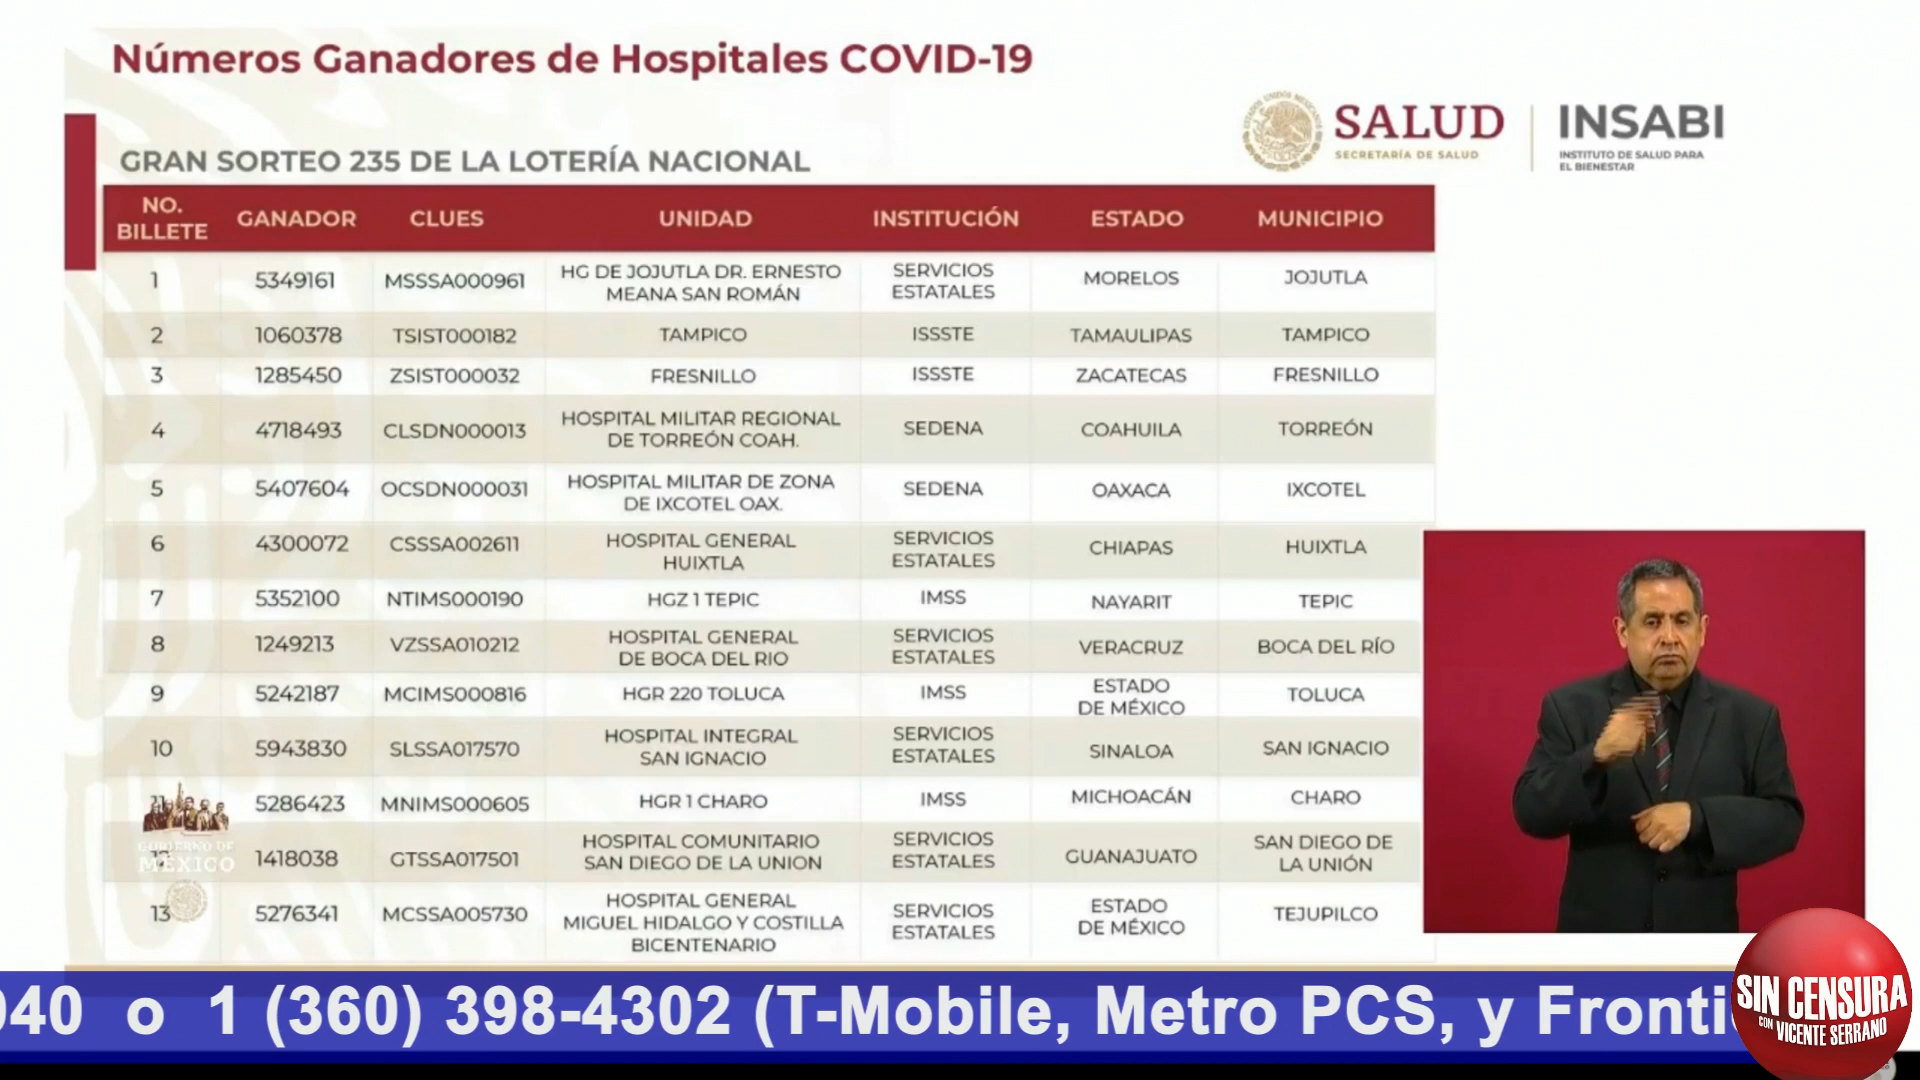 Números Ganadores de Hospitales COVID-19
SALUD
SECRETARÍA DE SALUD
INSABI
INSTITUTO DE SALUD PARA
EL BIENESTAR
GRAN SORTEO 235 DE LA LOTERÍA NACIONAL
NO. BILLETE GANADOR CLUES UNIDAD INSTITUCIÓN ESTADO MUNICIPIO
1 5349161 MSSSA000961 HG DE JOJUTLA DR. ERNESTO MEANA SAN ROMÁN SERVICIOS ESTATALES MORELOS JOJUTLA
2 1060378 TSIST000182 TAMPICO ISSSTE TAMAULIPAS TAMPICO
3 1285450 ZSIST000032 FRESNILLO ISSSTE ZACATECAS FRESNILLO
4 4718493 CLSDN000013 HOSPITAL MILITAR REGIONAL DE TORREÓN COAH. SEDENA COAHUILA TORREÓN
5 5407604 OCSDN000031 HOSPITAL MILITAR DE ZONA DE IXCOTEL OAX. SEDENA OAXACA IXCOTEL
6 4300072 CSSSA002611 HOSPITAL GENERAL HUIXTLA SERVICIOS ESTATALES CHIAPAS HUIXTLA
7 5352100 NTIMS000190 HGZ 1 TEPIC IMSS NAYARIT TEPIC
8 1249213 VZSSA010212 HOSPITAL GENERAL DE BOCA DEL RIO SERVICIOS ESTATALES VERACRUZ BOCA DEL RÍO
9 5242187 MCIMS000816 HGR 220 TOLUCA IMSS ESTADO DE MÉXICO TOLUCA
10 5943830 SLSSA017570 HOSPITAL INTEGRAL SAN IGNACIO SERVICIOS ESTATALES SINALOA SAN IGNACIO
5286423 MNIMS000605 HGR 1 CHARO IMSS MICHOACÁN CHARO
1418038 GTSSA017501 HOSPITAL COMUNITARIO SAN DIEGO DE LA UNION SERVICIOS ESTATALES GUANAJUATO SAN DIEGO DE LA UNIÓN
13 5276341 MCSSA005730 HOSPITAL GENERAL MIGUEL HIDALGO Y COSTILLA BICENTENARIO SERVICIOS ESTATALES ESTADO DE MÉXICO TEJUPILCO
GOBIERNO DE
MÉXICO
040 o 1 (360) 398-4302 (T-Mobile, Metro PCS, y Fronti
SIN CENSURA
CON VICENTE SERRANO